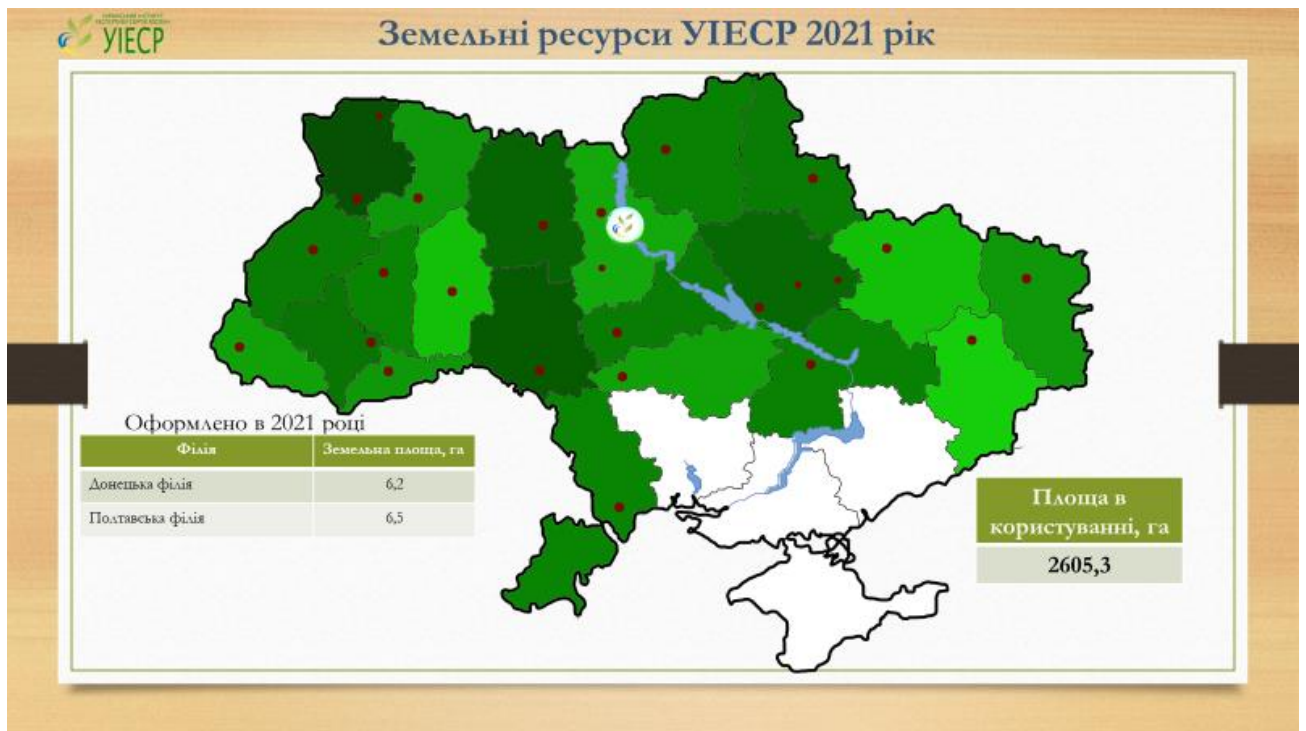 УІЕСР
Земельні ресурси УІЕСР 2021 рік
Оформлено в 2021 році
Філія Земельна площа, га
Донецька філія 6,2
Полтавська філія 6,5
Площа в
користуванні, га
2605,3